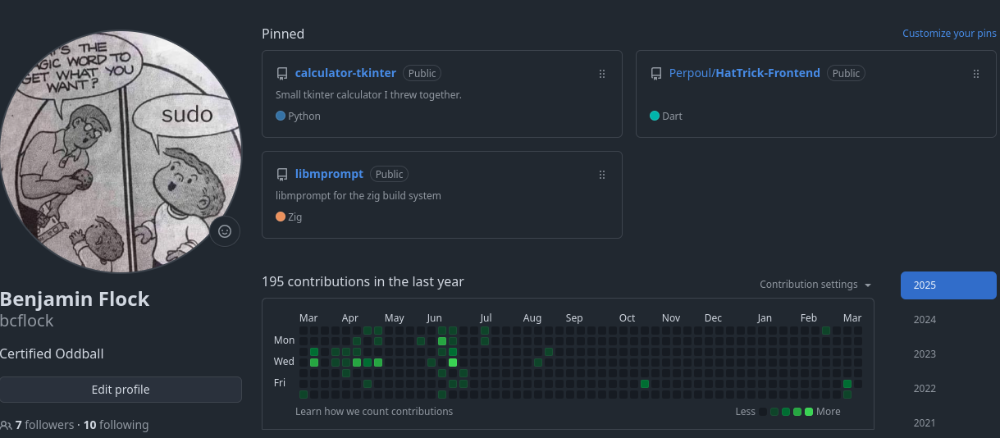 'S THE
GIC WORD TO
GET WHAT YOU
WANT?
sudo
Benjamin Flock
bcflock
Certified Oddball
Edit profile
7 followers · 10 following
Pinned
Customize your pins
calculator-tkinter Public
Small tkinter calculator I threw together.
Python
Perpoul/HatTrick-Frontend Public
Dart
libmprompt Public
libmprompt for the zig build system
Zig
195 contributions in the last year
Contribution settings
Mar Apr May Jun Jul Aug Sep Oct Nov Dec Jan Feb Mar
Mon
Wed
Fri
Learn how we count contributions
Less More
2025
2024
2023
2022
2021